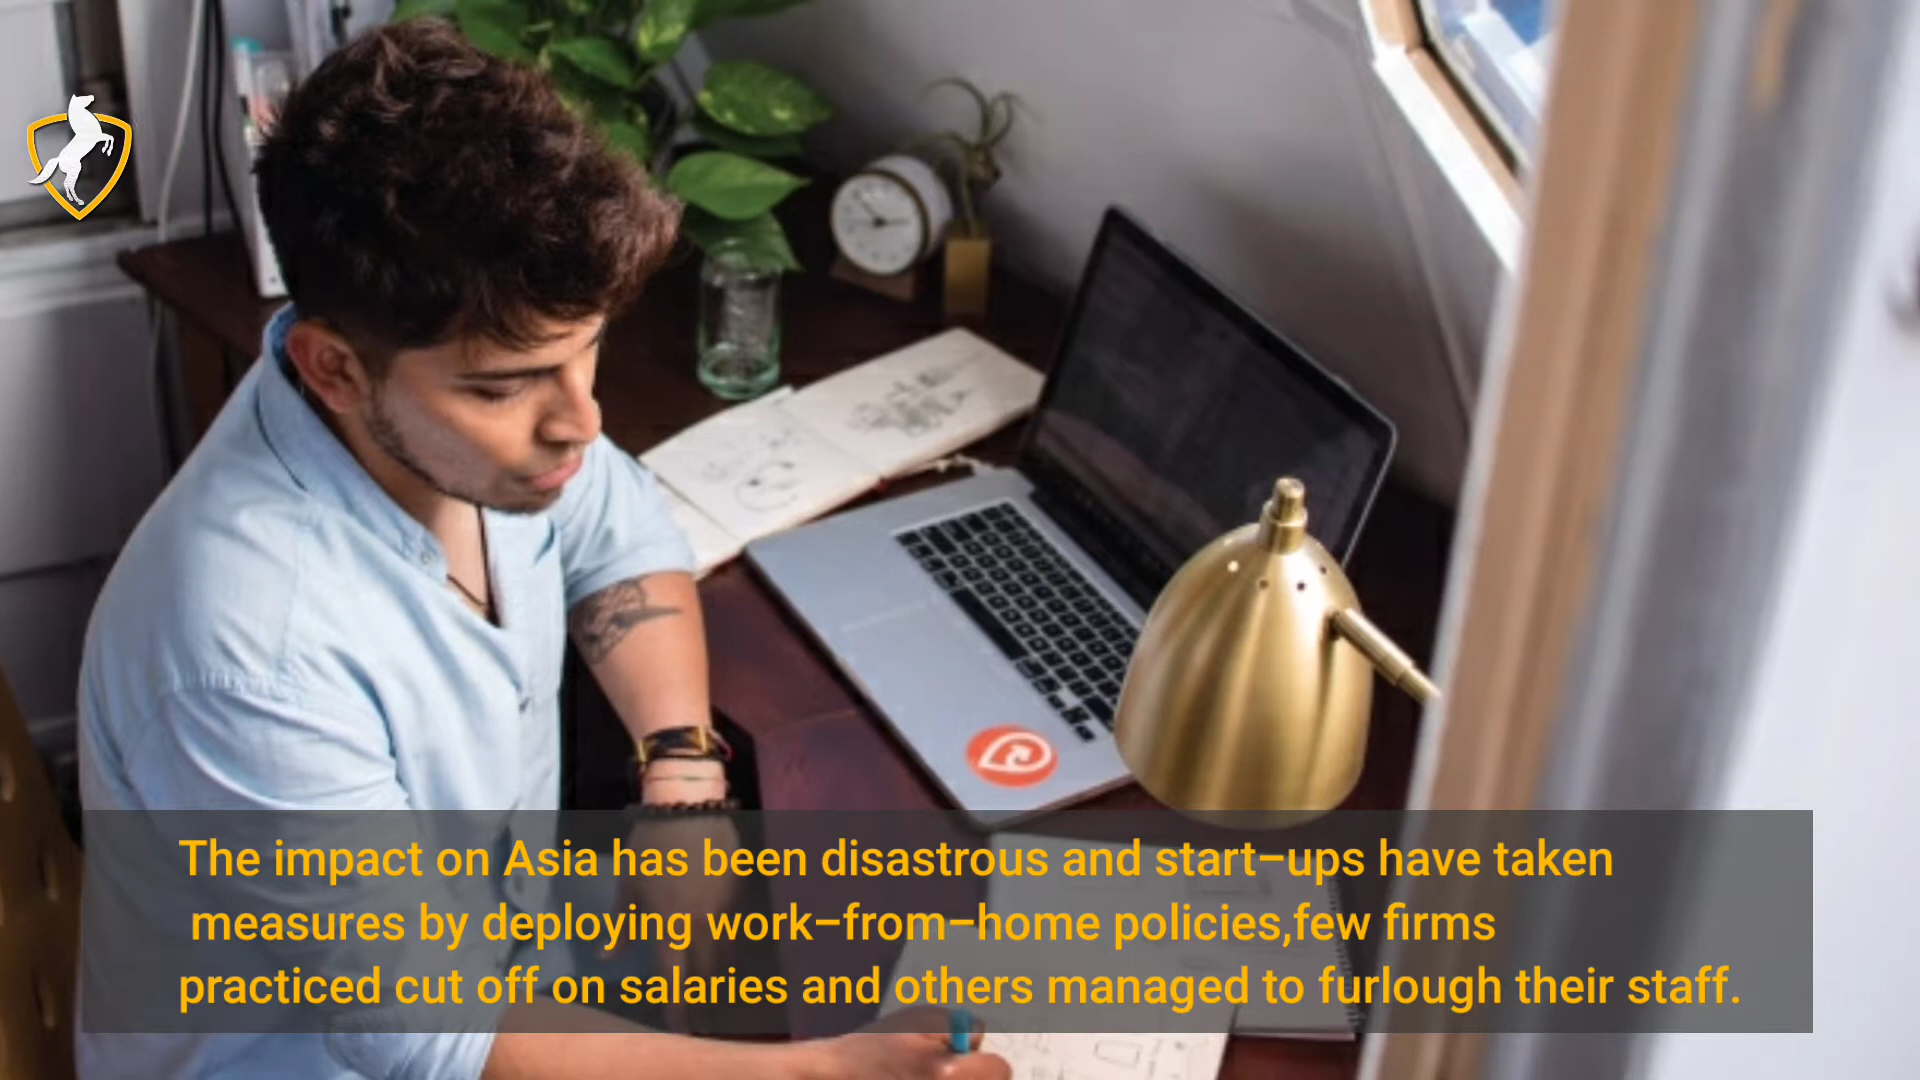 The impact on Asia has been disastrous and start-ups have taken
measures by deploying work-from-home policies,few firms
practiced cut off on salaries and others managed to furlough their staff.